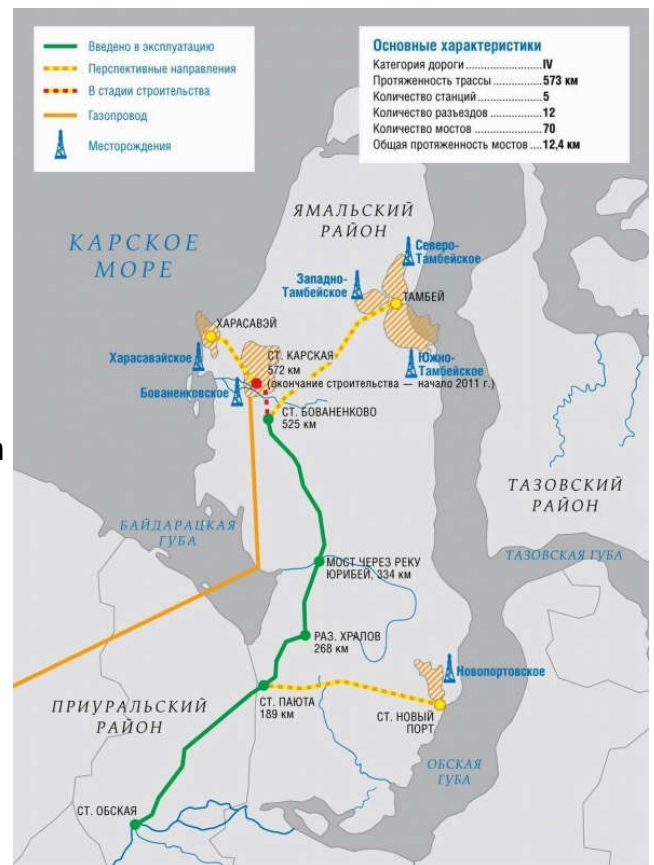 Введено в эксплуатацию
Перспективные направления
В стадии строительства
Газопровод
Месторождения
Основные характеристики
Категория дороги ........................ IV
Протяженность трассы ............... 573 км
Количество станций ................... 5
Количество разъездов ............... 12
Количество мостов ..................... 70
Общая протяженность мостов .... 12,4 км
ЯМАЛЬСКИЙ
РАЙОН
КАРСКОЕ
МОРЕ
Северо-
Тамбейское
Западно-
Тамбейское
ТАМБЕЙ
ХАРАСАВЭЙ
Харасавэйское
СТ. КАРСКАЯ
572 км
(окончание строительства — начало 2011 г.)
Южно-
Тамбейское
Бованенковское
СТ. БОВАНЕНКОВО
525 км
ТАЗОВСКИЙ
РАЙОН
БАЙДАРАЦКАЯ
ГУБА
ТАЗОВСКАЯ ГУБА
МОСТ ЧЕРЕЗ РЕКУ
ЮРИБЕЙ, 334 км
РАЗ. ХРАЛОВ
268 км
Новопортовское
ПРИУРАЛЬСКИЙ
РАЙОН
СТ. ПАЮТА
189 км
СТ. НОВЫЙ
ПОРТ
ОБСКАЯ
ГУБА
СТ. ОБСКАЯ